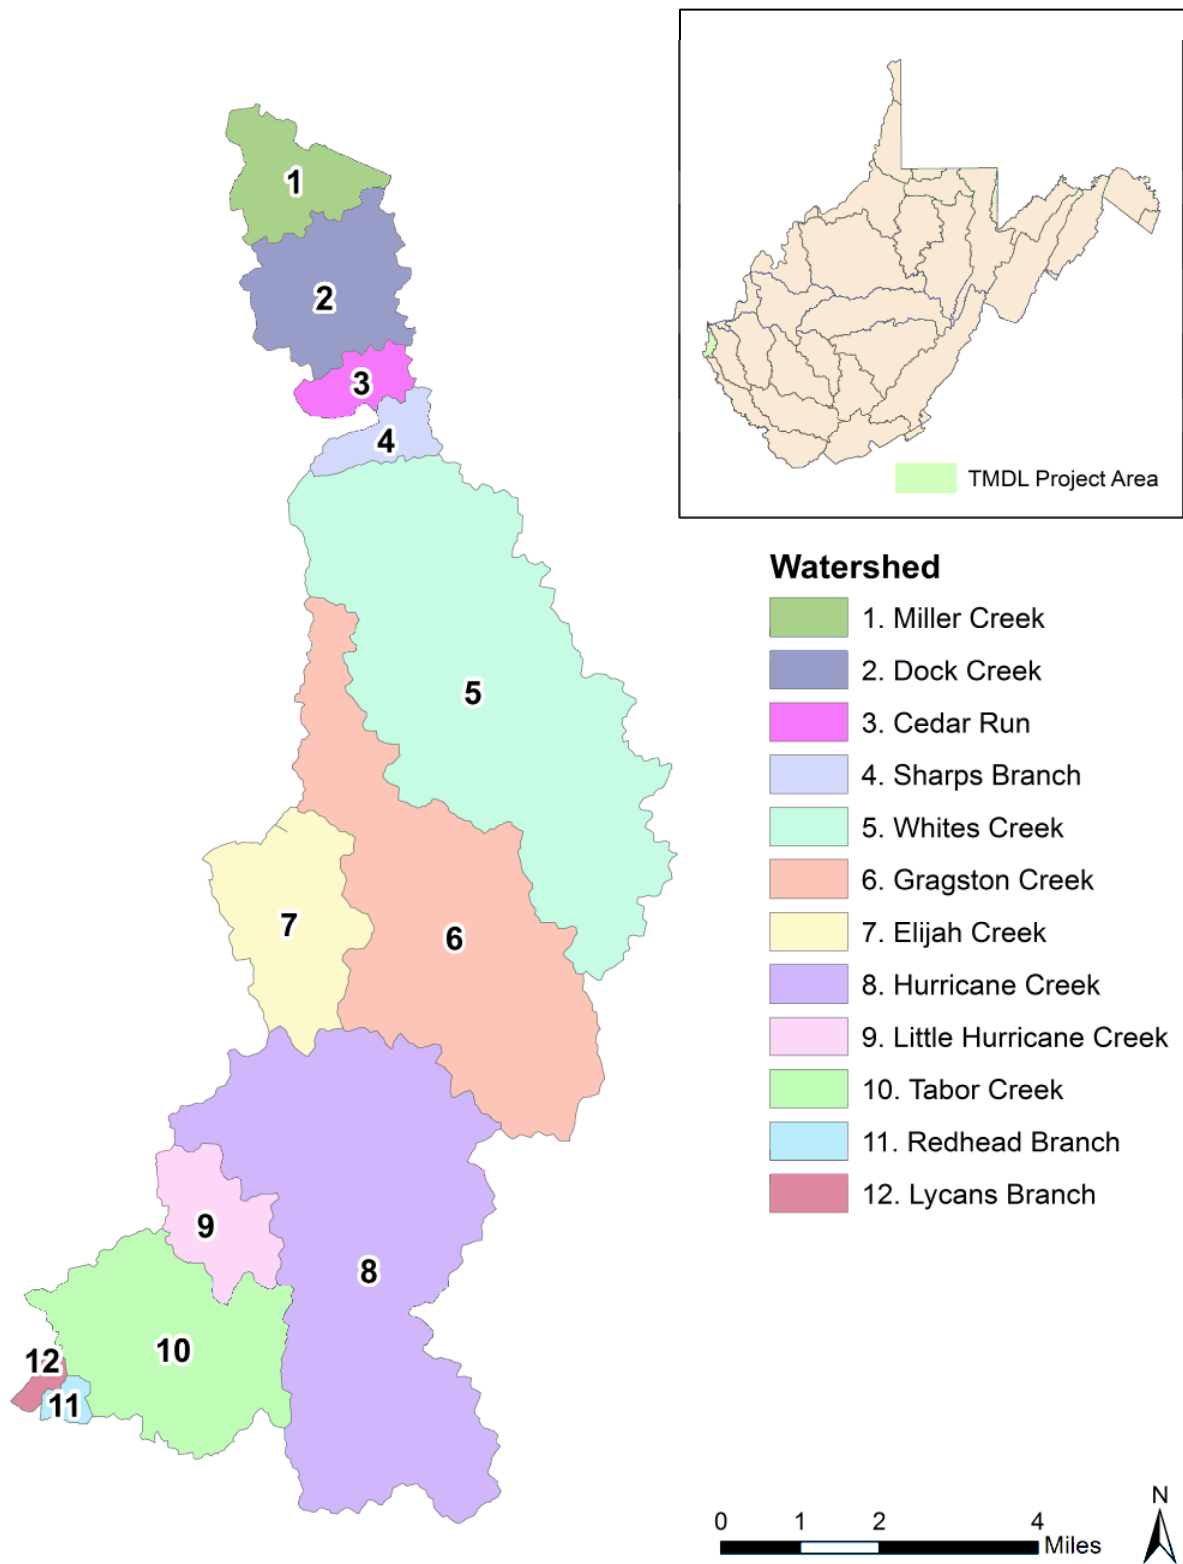 TMDL Project Area
1
2
3
4
5
6
7
8
9
10
12
11
Watershed
1. Miller Creek
2. Dock Creek
3. Cedar Run
4. Sharps Branch
5. Whites Creek
6. Gragston Creek
7. Elijah Creek
8. Hurricane Creek
9. Little Hurricane Creek
10. Tabor Creek
11. Redhead Branch
12. Lycans Branch
0 1 2 4
Miles
N